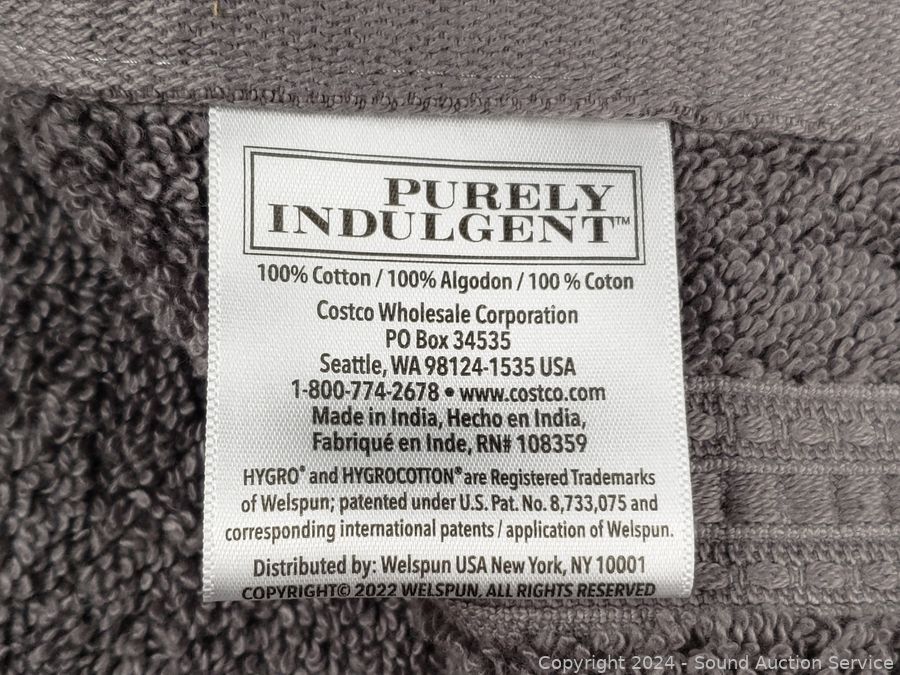 PURELY
INDULGENT™
100% Cotton / 100% Algodon / 100 % Coton
Costco Wholesale Corporation
PO Box 34535
Seattle, WA 98124-1535 USA
1-800-774-2678 • www.costco.com
Made in India, Hecho en India,
Fabriqué en Inde, RN# 108359
HYGRO® and HYGROCOTTON® are Registered Trademarks
of Welspun; patented under U.S. Pat. No. 8,733,075 and
corresponding international patents / application of Welspun.
Distributed by: Welspun USA New York, NY 10001
COPYRIGHT© 2022 WELSPUN, ALL RIGHTS RESERVED
Copyright 2024 - Sound Auction Service